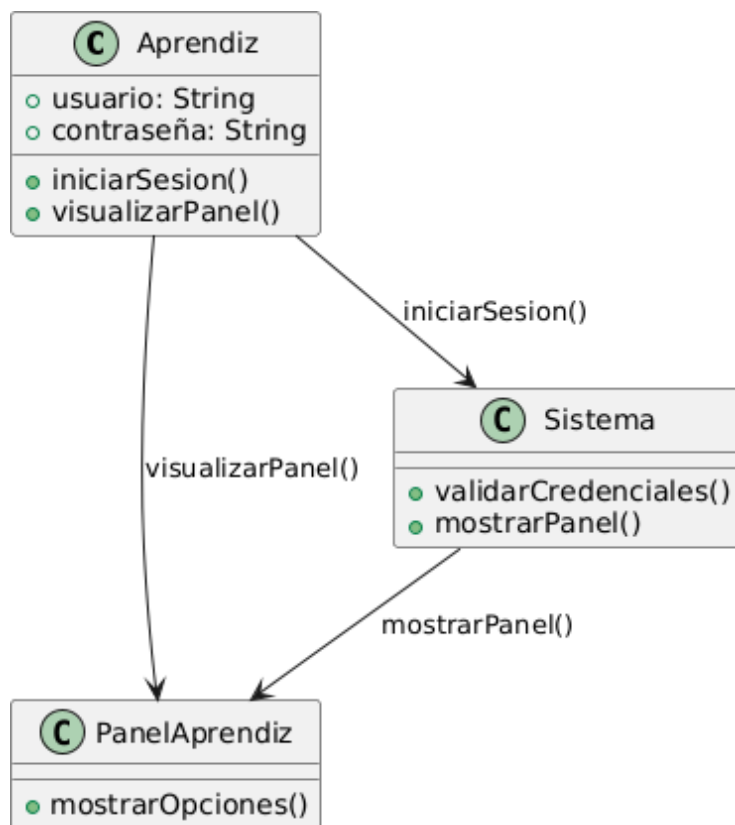 C Aprendiz
usuario: String
contraseña: String
iniciarSesion()
visualizarPanel()
iniciarSesion()
C Sistema
validarCredenciales()
mostrarPanel()
visualizarPanel()
mostrarPanel()
C PanelAprendiz
mostrarOpciones()